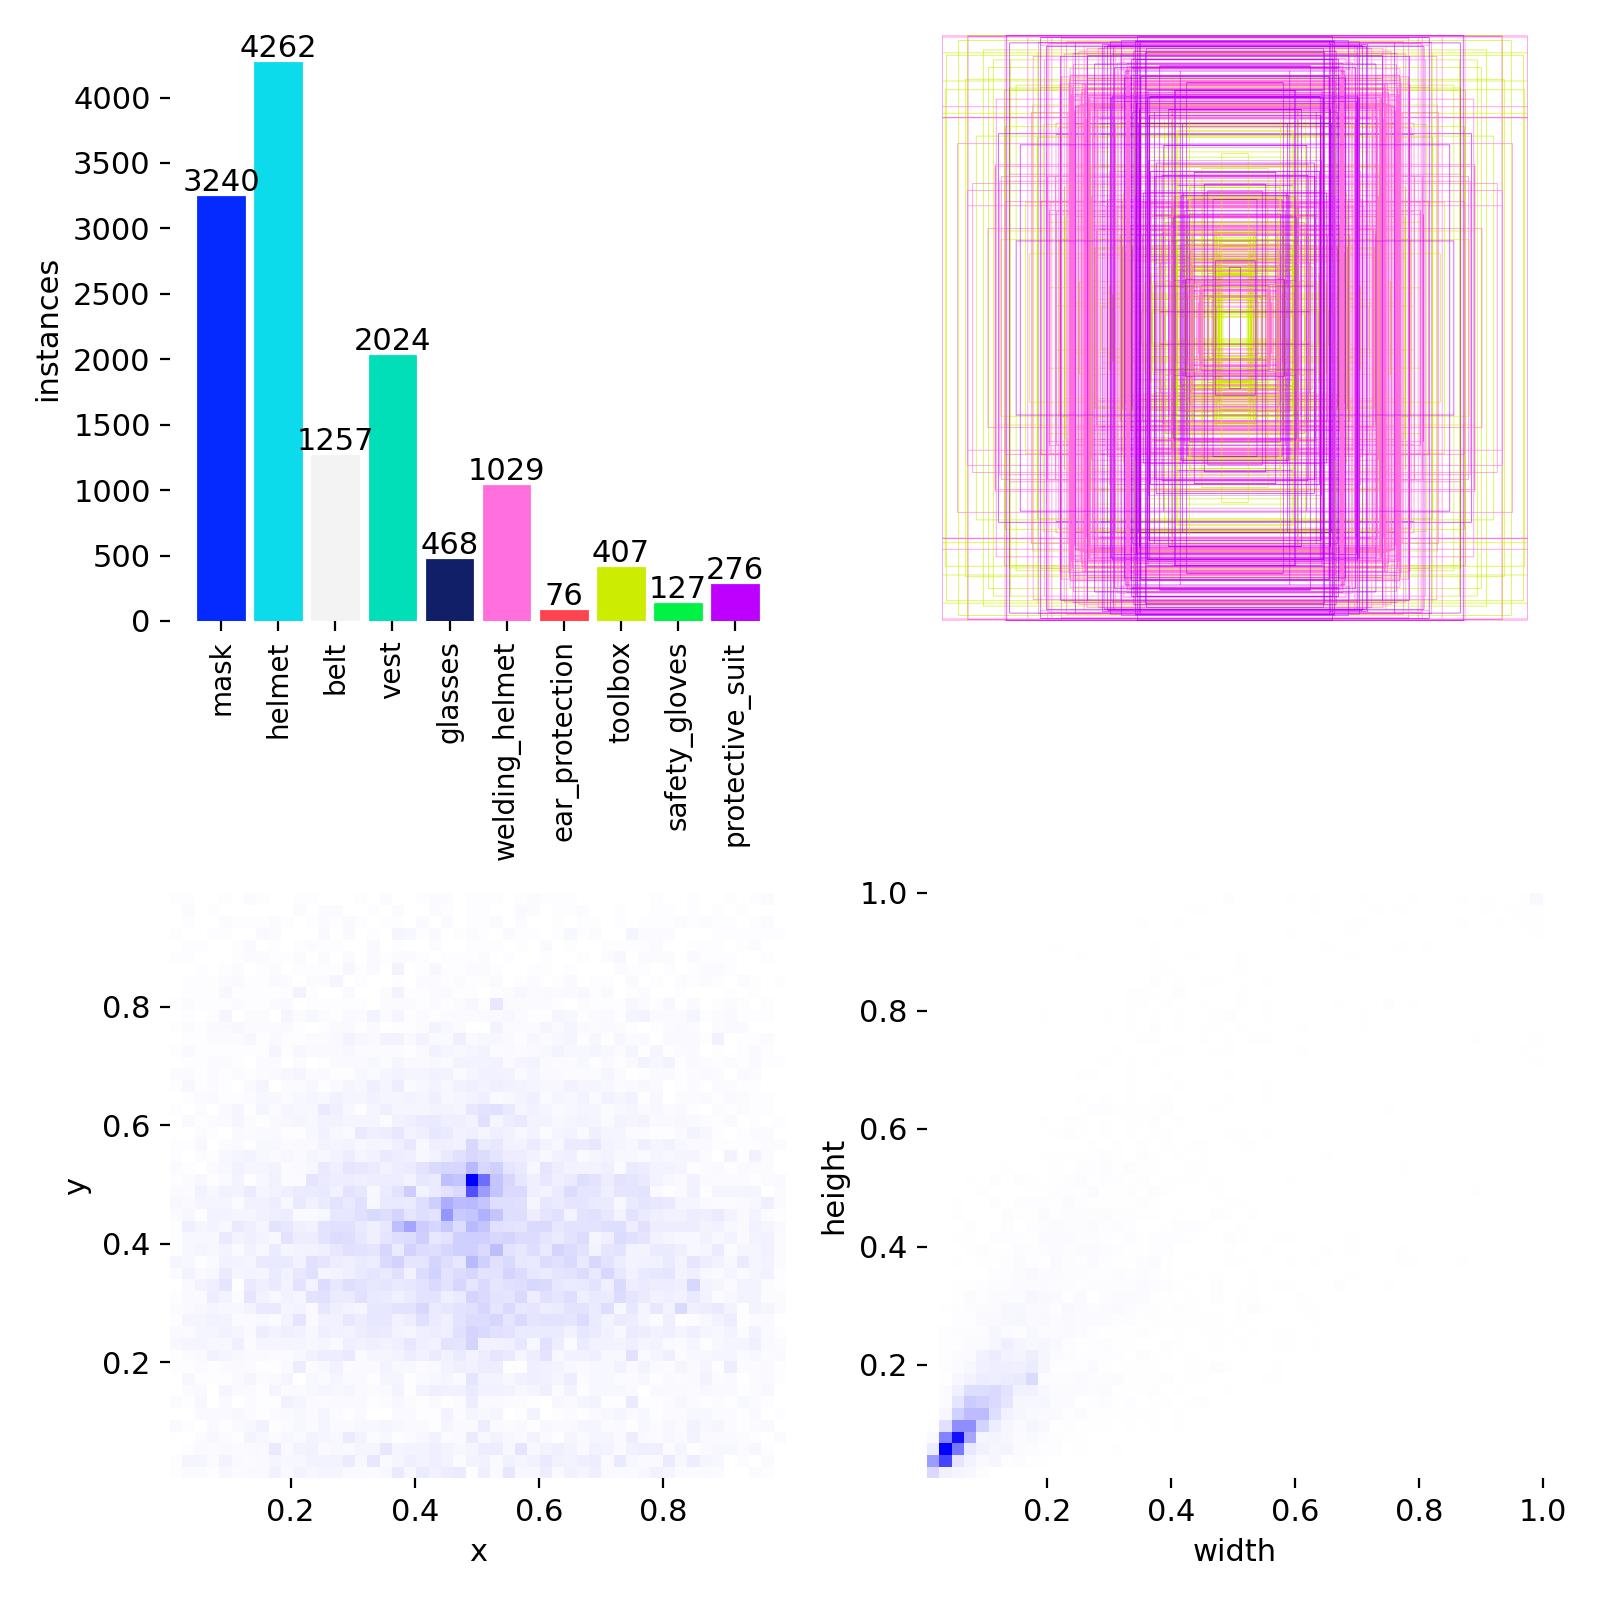 4262
4000
3500
3240
3000
2500
2024
2000
1500
1257
1029
1000
500
468
407
276
127
76
0
instances
mask
helmet
belt
vest
glasses
welding_helmet
ear_protection
toolbox
safety_gloves
protective_suit
0.8
0.6
0.4
0.2
y
0.2 0.4 0.6 0.8
x
1.0
0.8
0.6
0.4
0.2
height
0.2 0.4 0.6 0.8 1.0
width